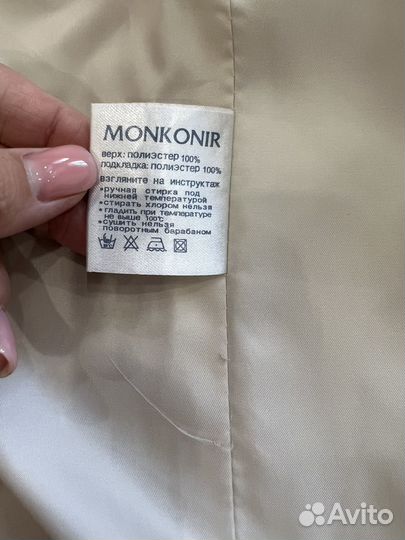 MONKONIR
верх: ПОЛИЭСТЕР 100%
подкладка: ПОЛИЭСТЕР 100%
взгляните на инструктаж
•ручная стирка под
нижней температурой
•стирать хлором нельзя
•гладить при температуре
не выше 100℃
•сушить нельзя
поворотным барабаном
Avito